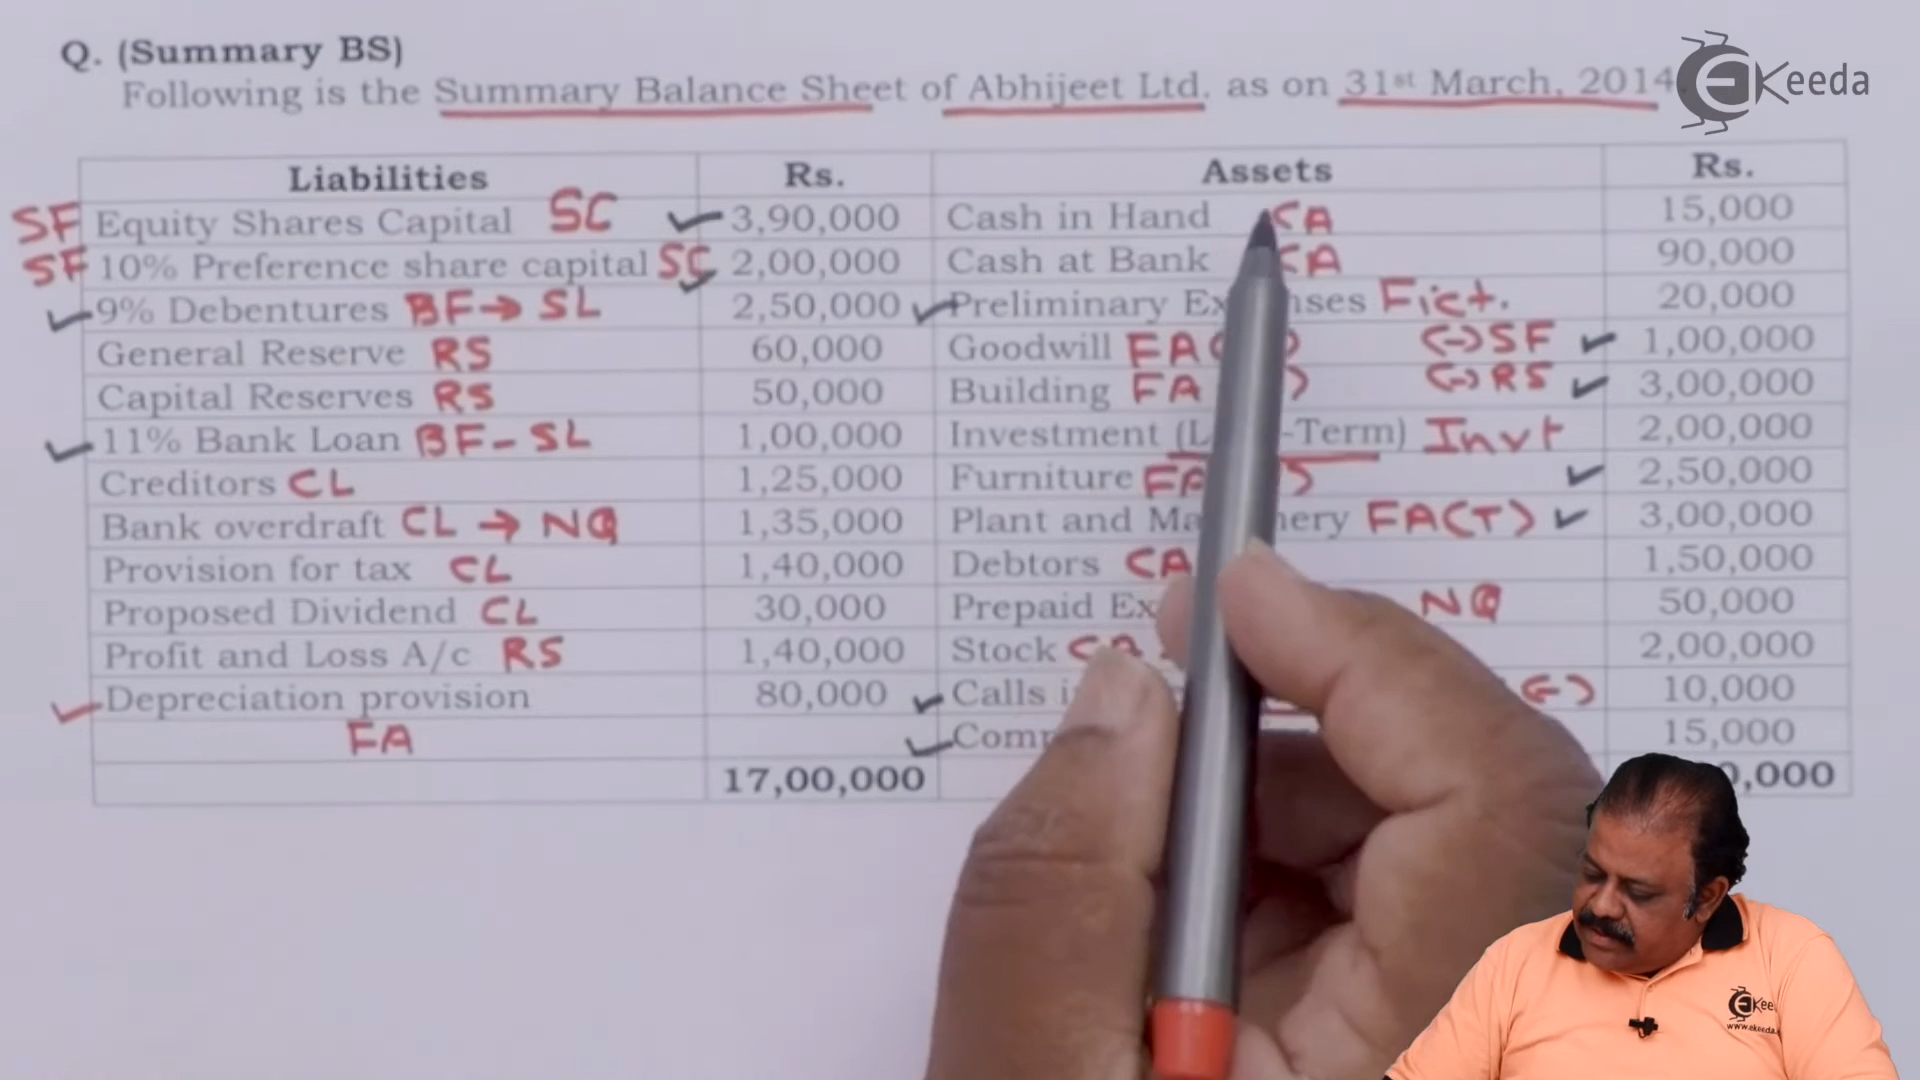 Q. (Summary BS)
Following is the Summary Balance Sheet of Abhijeet Ltd. as on 31st March, 2014
EKeeda
Liabilities Rs. Assets Rs.
SF Equity Shares Capital SC 3,90,000 Cash in Hand CA 15,000
SF 10% Preference share capital SC 2,00,000 Cash at Bank CA 90,000
9% Debentures BF → SL 2,50,000 Preliminary Fict. 20,000
General Reserve RS 60,000 Goodwill FA (-) SF 1,00,000
Capital Reserves RS 50,000 Building FA (-) RS 3,00,000
11% Bank Loan BF - SL 1,00,000 Investment -Term) Invt 2,00,000
Creditors CL 1,25,000 Furniture FA 2,50,000
Bank overdraft CL → NQ 1,35,000 Plant and FA(T) 3,00,000
Provision for tax CL 1,40,000 Debtors CA 1,50,000
Proposed Dividend CL 30,000 Prepaid NQ 50,000
Profit and Loss A/c RS 1,40,000 Stock CA 2,00,000
Depreciation provision 80,000 Calls (-) 10,000
FA 15,000
17,00,000 0,000
EKee
www.ekeeda